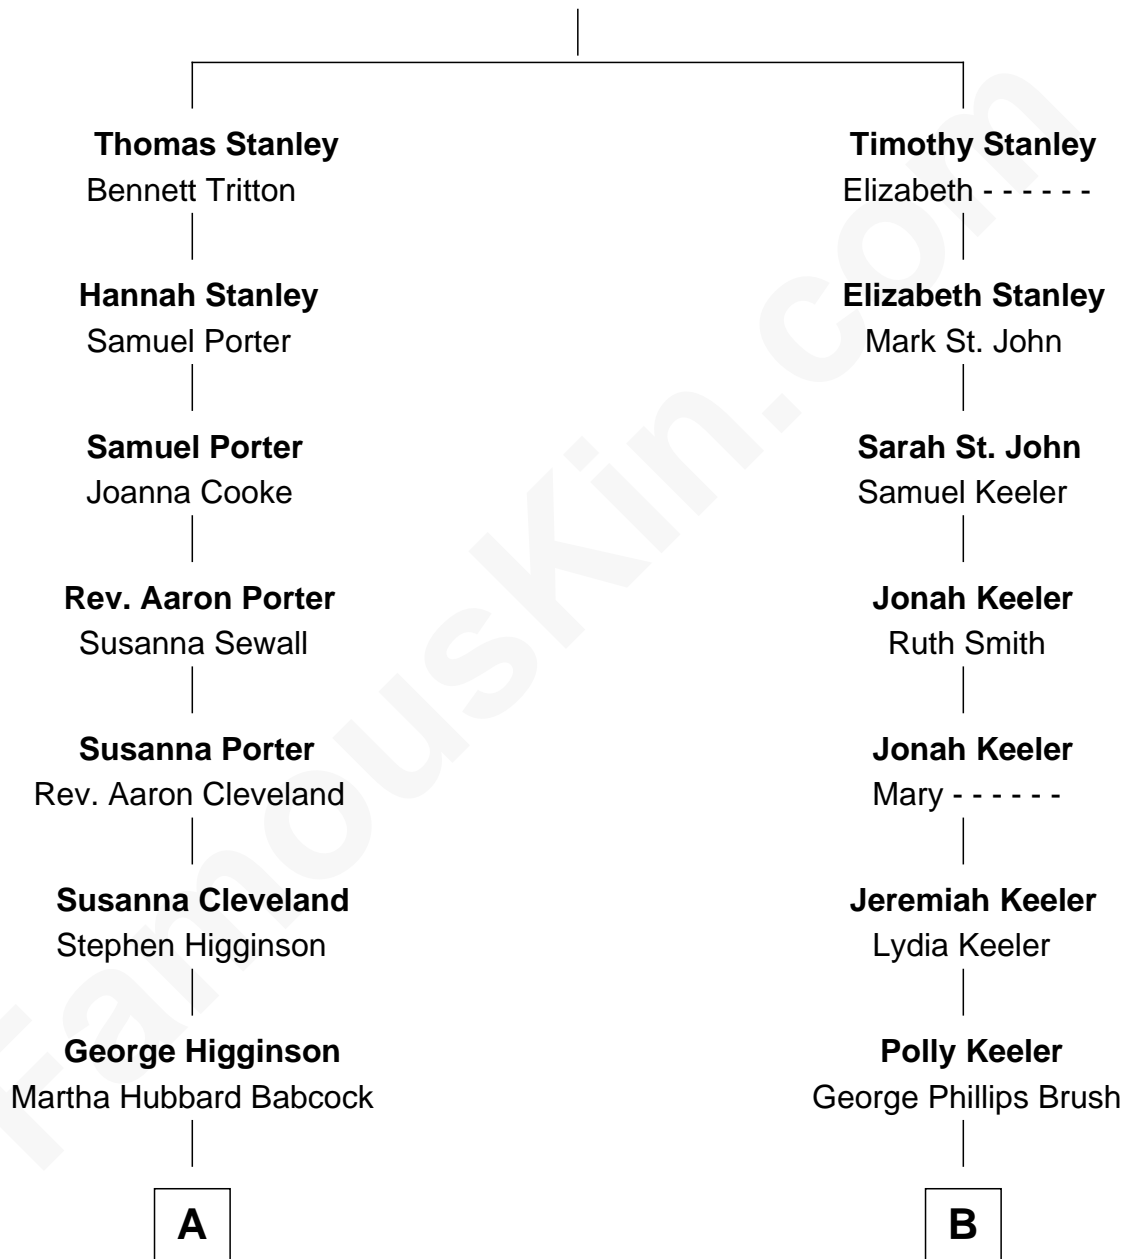 Thomas Stanley
Bennett Tritton
Timothy Stanley
Elizabeth - - - - - -
Hannah Stanley
Samuel Porter
Elizabeth Stanley
Mark St. John
Samuel Porter
Joanna Cooke
Sarah St. John
Samuel Keeler
Rev. Aaron Porter
Susanna Sewall
Jonah Keeler
Ruth Smith
Susanna Porter
Rev. Aaron Cleveland
Jonah Keeler
Mary - - - - - -
Susanna Cleveland
Stephen Higginson
Jeremiah Keeler
Lydia Keeler
George Higginson
Martha Hubbard Babcock
Polly Keeler
George Phillips Brush
A
B
FamousKin.com